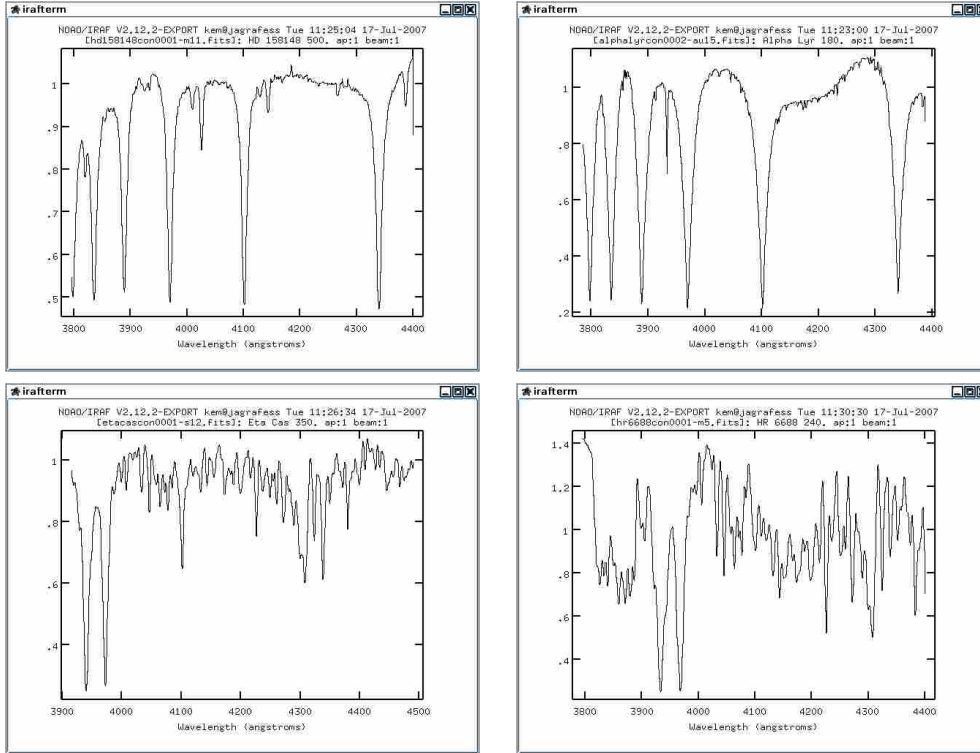 irafterm
NOAO/IRAF V2.12.2-EXPORT kem@jagrafess Tue 11:25:04 17-Jul-2007
[hd158148con0001-m11.fits]: HD 158148 500. ap:1 beam:1
1
.9
.8
.7
.6
.5
3800 3900 4000 4100 4200 4300 4400
Wavelength (angstroms)
irafterm
NOAO/IRAF V2.12.2-EXPORT kem@jagrafess Tue 11:23:00 17-Jul-2007
[alphalyrcon0002-au15.fits]: Alpha Lyr 180. ap:1 beam:1
1
.8
.6
.4
.2
3800 3900 4000 4100 4200 4300 4400
Wavelength (angstroms)
irafterm
NOAO/IRAF V2.12.2-EXPORT kem@jagrafess Tue 11:26:34 17-Jul-2007
[etacascon0001-s12.fits]: Eta Cas 350. ap:1 beam:1
1
.8
.6
.4
3900 4000 4100 4200 4300 4400 4500
Wavelength (angstroms)
irafterm
NOAO/IRAF V2.12.2-EXPORT kem@jagrafess Tue 11:30:30 17-Jul-2007
[hr6688con0001-m5.fits]: HR 6688 240. ap:1 beam:1
1.4
1.2
1
.8
.6
.4
3800 3900 4000 4100 4200 4300 4400
Wavelength (angstroms)